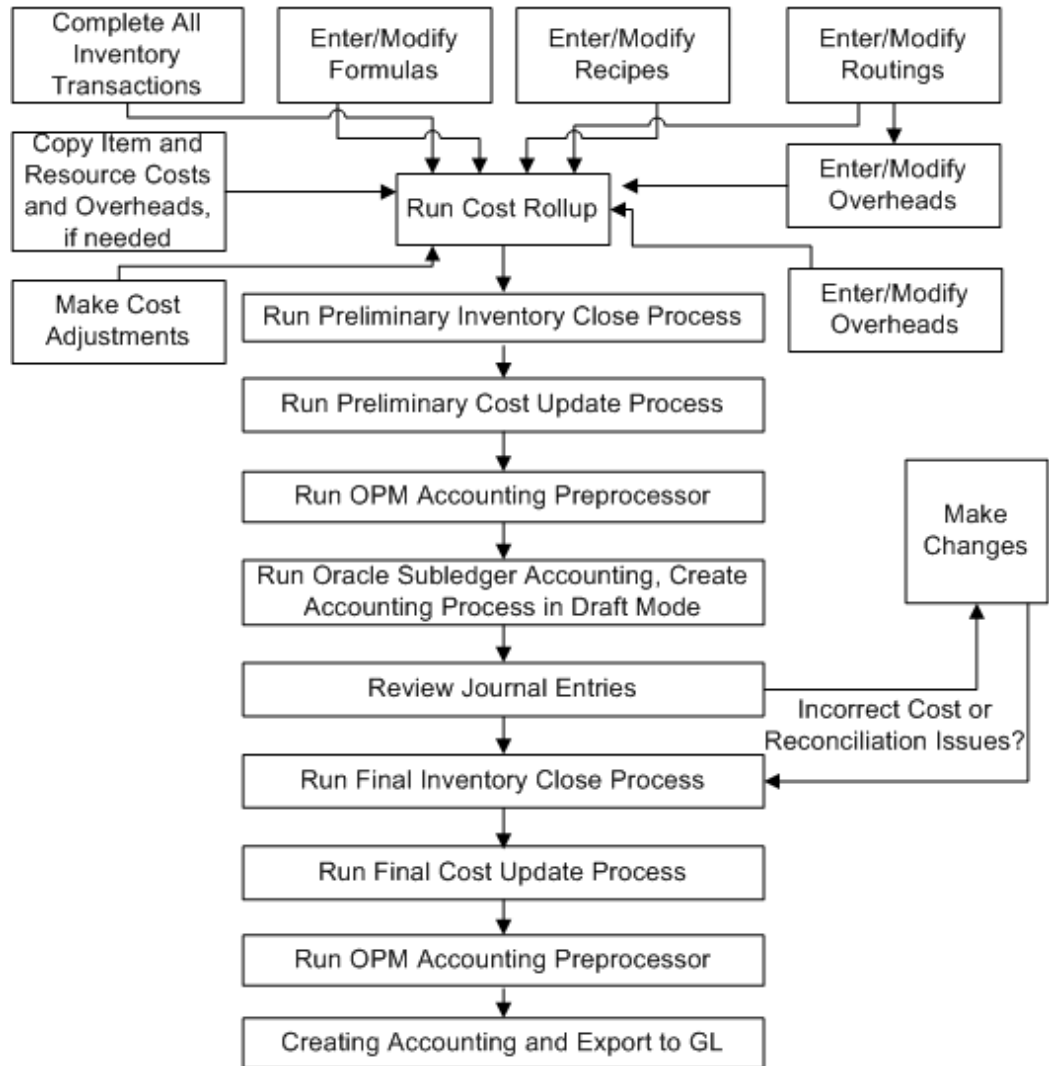 Complete All
Inventory
Transactions
Enter/Modify
Formulas
Enter/Modify
Recipes
Enter/Modify
Routings
Copy Item and
Resource Costs
and Overheads,
if needed
Run Cost Rollup
Enter/Modify
Overheads
Make Cost
Adjustments
Enter/Modify
Overheads
Run Preliminary Inventory Close Process
Run Preliminary Cost Update Process
Run OPM Accounting Preprocessor
Make
Changes
Run Oracle Subledger Accounting, Create
Accounting Process in Draft Mode
Review Journal Entries
Incorrect Cost or
Reconciliation Issues?
Run Final Inventory Close Process
Run Final Cost Update Process
Run OPM Accounting Preprocessor
Creating Accounting and Export to GL